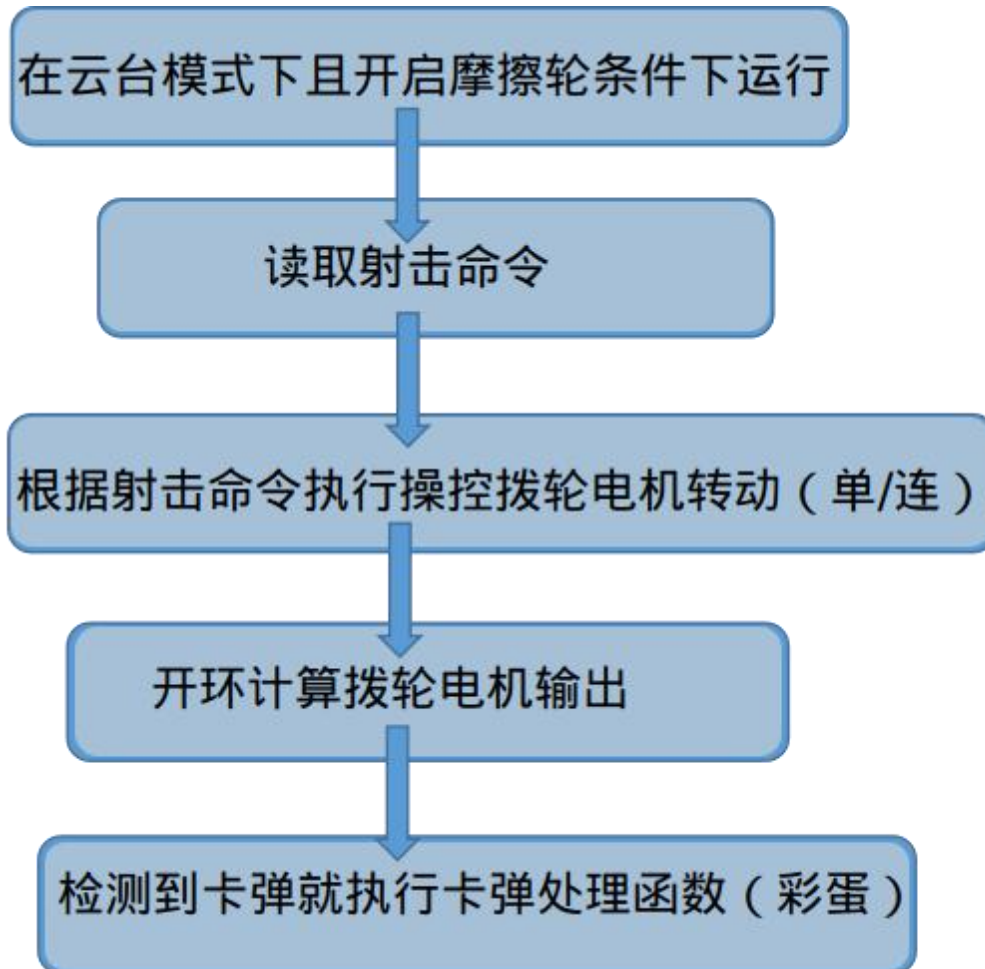 在云台模式下且开启摩擦轮条件下运行
读取射击命令
根据射击命令执行操控拨轮电机转动（单/连）
开环计算拨轮电机输出
检测到卡弹就执行卡弹处理函数（彩蛋）